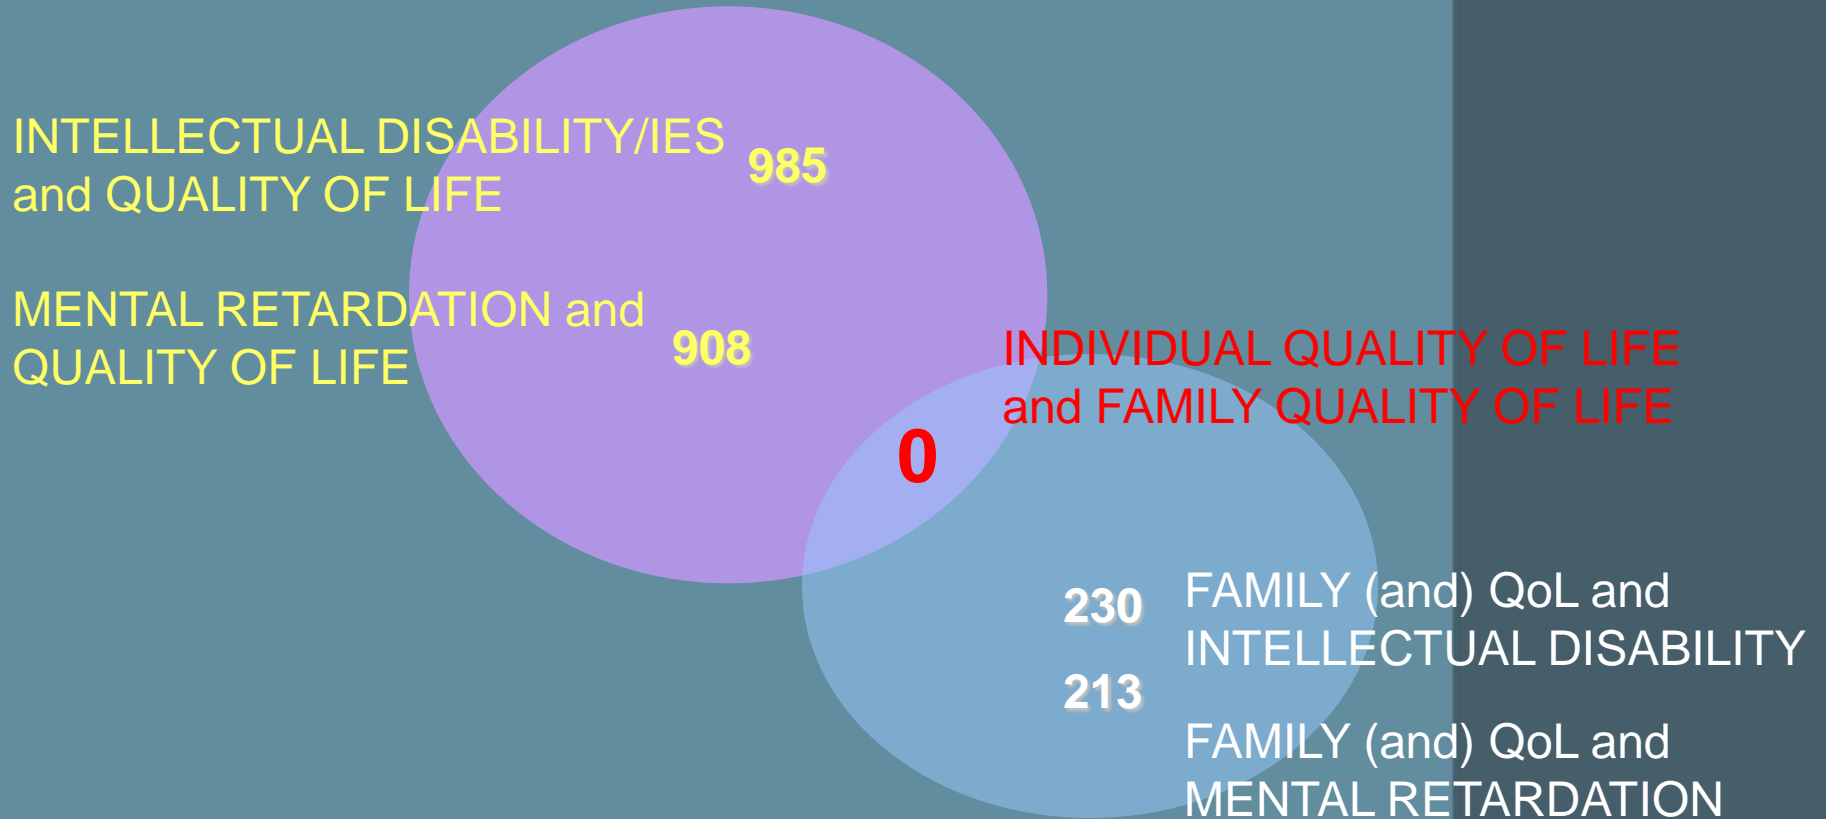 INTELLECTUAL DISABILITY/IES
and QUALITY OF LIFE
985
MENTAL RETARDATION and
QUALITY OF LIFE
908
INDIVIDUAL QUALITY OF LIFE
and FAMILY QUALITY OF LIFE
0
230
FAMILY (and) QoL and
INTELLECTUAL DISABILITY
213
FAMILY (and) QoL and
MENTAL RETARDATION